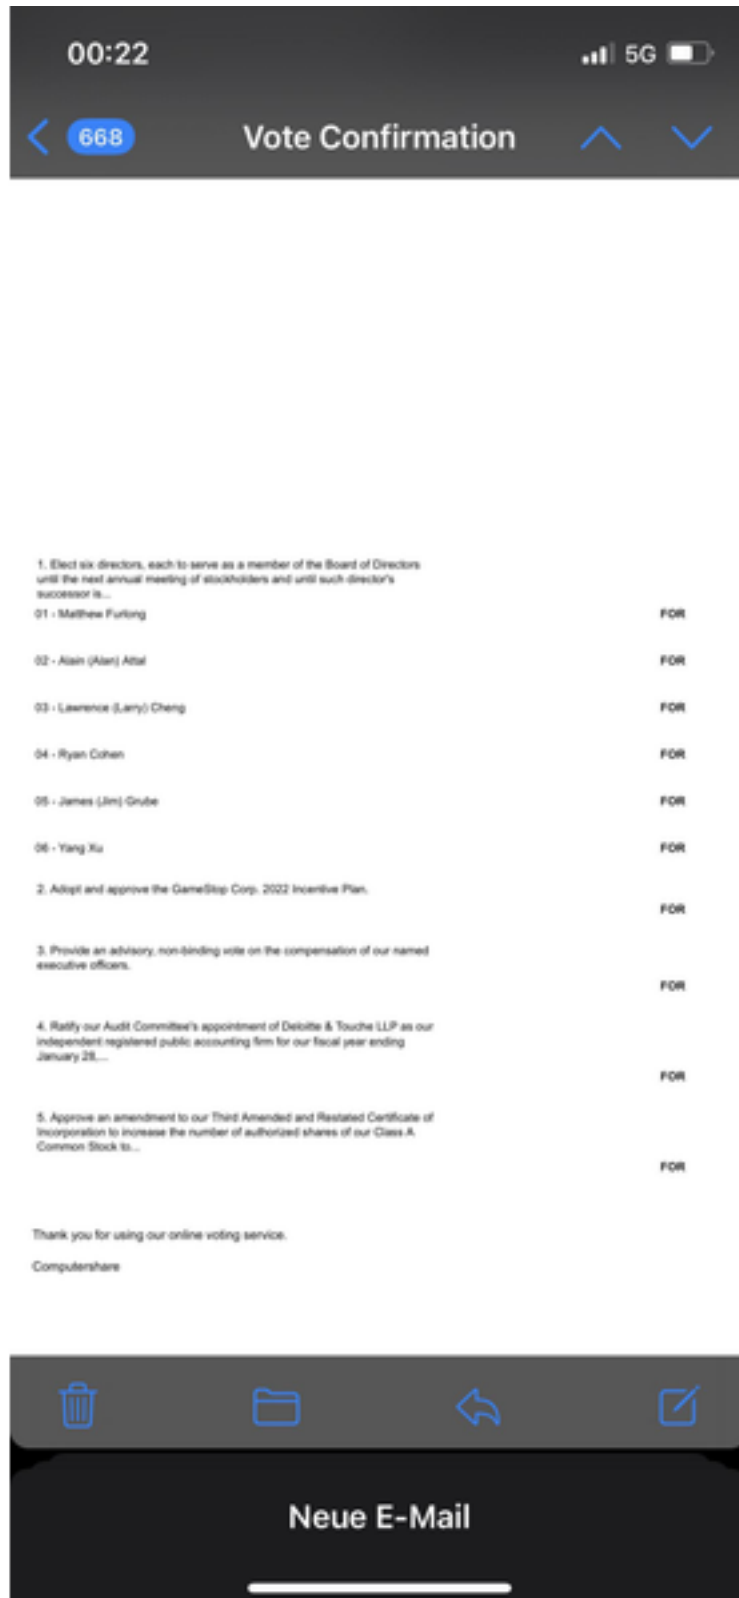 00:22
5G
668
Vote Confirmation
1. Elect six directors, each to serve as a member of the Board of Directors
until the next annual meeting of stockholders and until such director's
successor is...
01 - Matthew Furlong
FOR
02 - Alain (Alan) Attal
FOR
03 - Lawrence (Larry) Cheng
FOR
04 - Ryan Cohen
FOR
05 - James (Jim) Grube
FOR
06 - Yang Xu
FOR
2. Adopt and approve the GameStop Corp. 2022 Incentive Plan.
FOR
3. Provide an advisory, non-binding vote on the compensation of our named
executive officers.
FOR
4. Ratify our Audit Committee's appointment of Deloitte & Touche LLP as our
independent registered public accounting firm for our fiscal year ending
January 28,...
FOR
5. Approve an amendment to our Third Amended and Restated Certificate of
Incorporation to increase the number of authorized shares of our Class A
Common Stock to...
FOR
Thank you for using our online voting service.
Computershare
Neue E-Mail